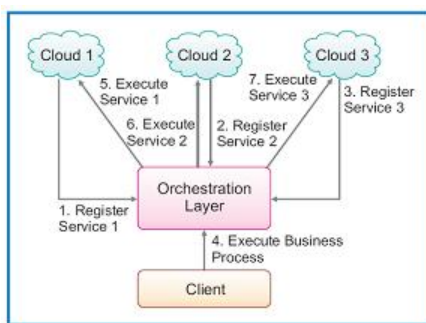 Cloud 1
Cloud 2
Cloud 3
5. Execute
Service 1
7. Execute
Service 3
3. Register
Service 3
6. Execute
Service 2
2. Register
Service 2
Orchestration
Layer
1. Register
Service 1
4. Execute Business
Process
Client